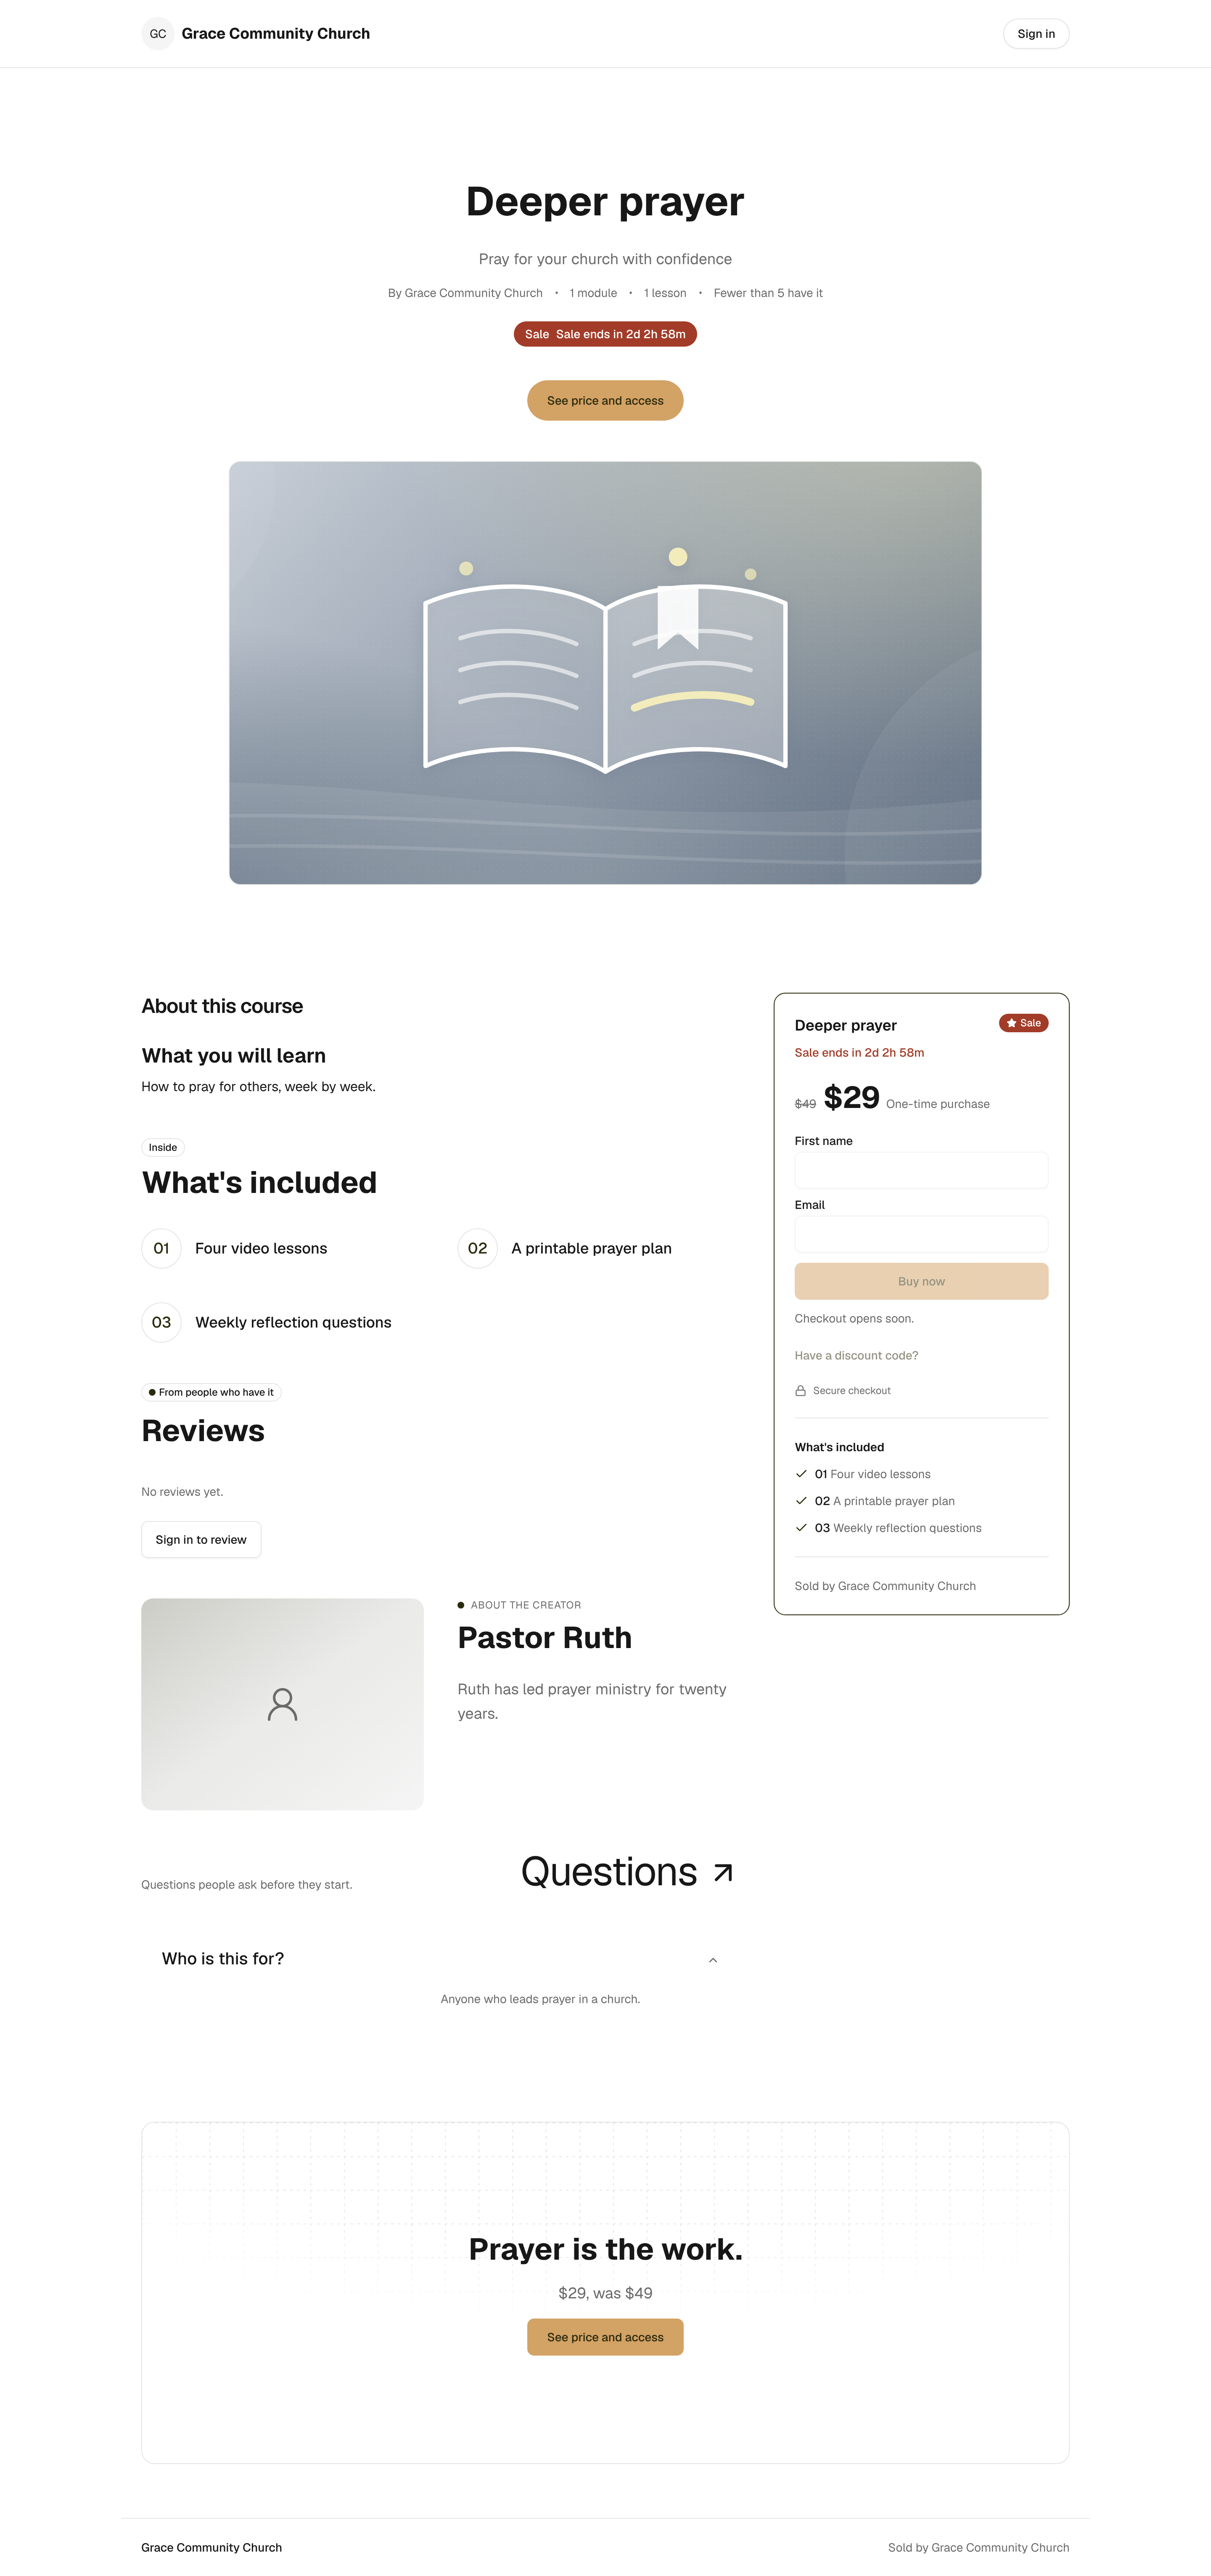 GC Grace Community Church
Sign in
Deeper prayer
Pray for your church with confidence
By Grace Community Church • 1 module • 1 lesson • Fewer than 5 have it
Sale Sale ends in 2d 2h 58m
See price and access
About this course
What you will learn
How to pray for others, week by week.
Inside
What's included
01 Four video lessons
02 A printable prayer plan
03 Weekly reflection questions
From people who have it
Reviews
No reviews yet.
Sign in to review
ABOUT THE CREATOR
Pastor Ruth
Ruth has led prayer ministry for twenty
years.
Questions people ask before they start.
Questions
Who is this for?
Anyone who leads prayer in a church.
Deeper prayer
Sale
Sale ends in 2d 2h 58m
$49 $29 One-time purchase
First name
Email
Buy now
Checkout opens soon.
Have a discount code?
Secure checkout
What's included
01 Four video lessons
02 A printable prayer plan
03 Weekly reflection questions
Sold by Grace Community Church
Prayer is the work.
$29, was $49
See price and access
Grace Community Church
Sold by Grace Community Church